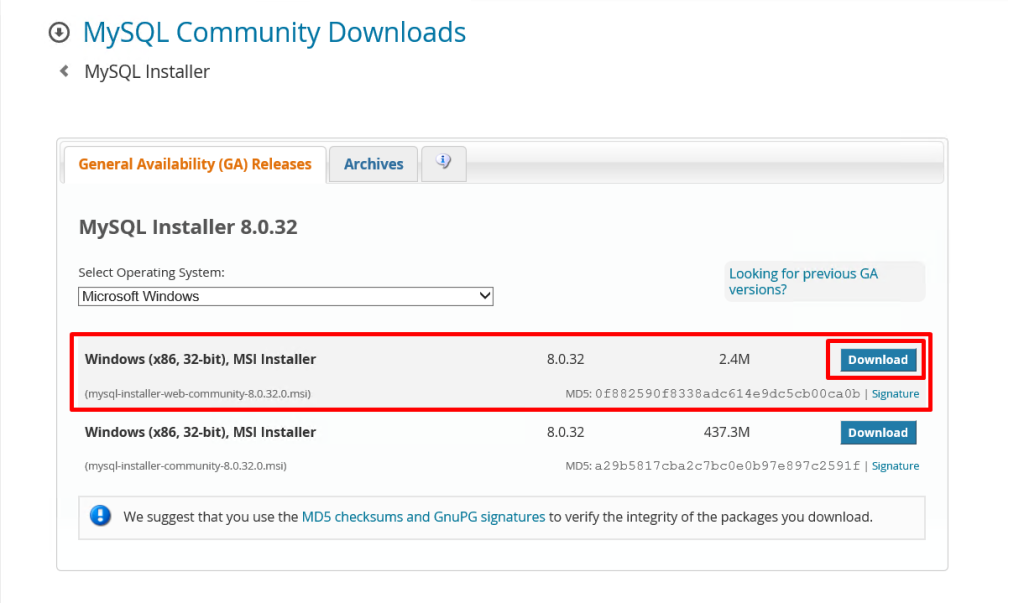 MySQL Community Downloads
MySQL Installer
General Availability (GA) Releases
Archives
MySQL Installer 8.0.32
Select Operating System:
Microsoft Windows
Looking for previous GA
versions?
Windows (x86, 32-bit), MSI Installer 8.0.32 2.4M Download
(mysql-installer-web-community-8.0.32.0.msi) MD5: 0f882590f8338adc614e9dc5cb00ca0b | Signature
Windows (x86, 32-bit), MSI Installer 8.0.32 437.3M Download
(mysql-installer-community-8.0.32.0.msi) MD5: a29b5817cba2c7bc0e0b97e897c2591f | Signature
We suggest that you use the MD5 checksums and GnuPG signatures to verify the integrity of the packages you download.